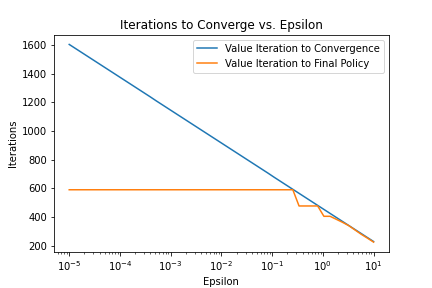 Iterations to Converge vs. Epsilon
Value Iteration to Convergence
Value Iteration to Final Policy
Iterations
1600
1400
1200
1000
800
600
400
200
10⁻⁵ 10⁻⁴ 10⁻³ 10⁻² 10⁻¹ 10⁰ 10¹
Epsilon